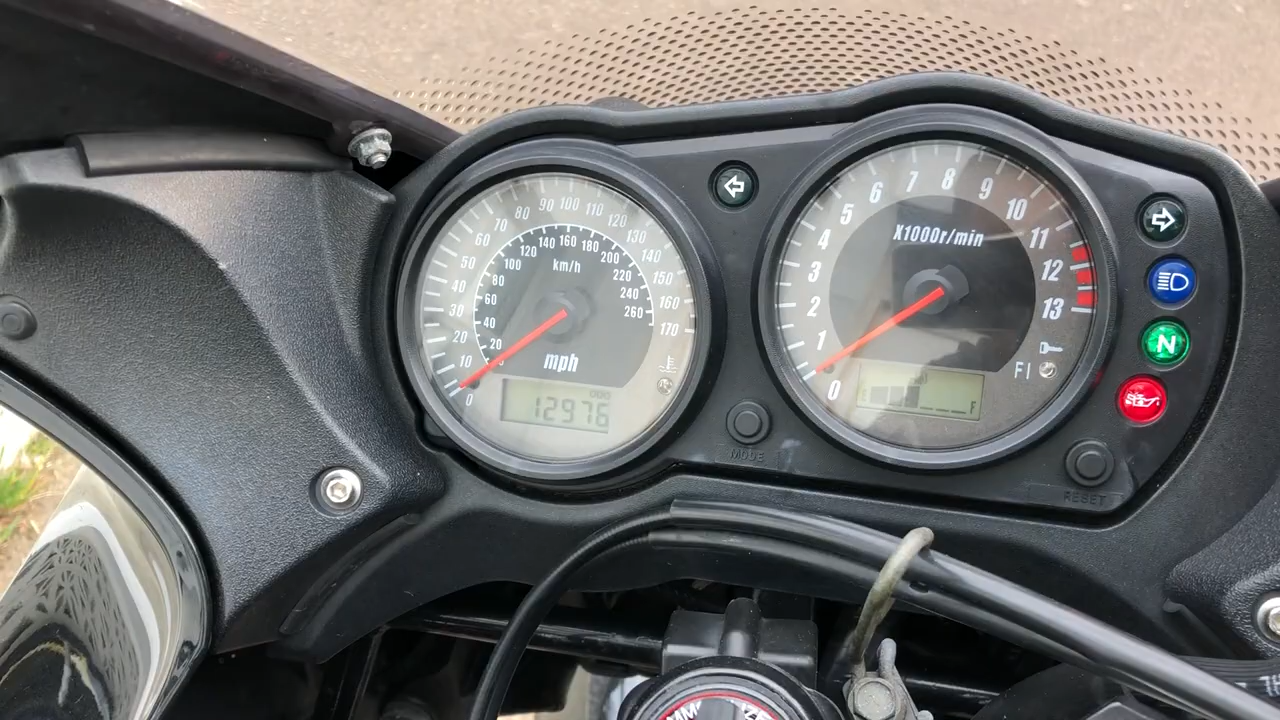 0 10 20 30 40 50 60 70 80 90 100 110 120 130 140 150 160 170
20 40 60 80 100 120 140 160 180 200 220 240 260
km/h
mph
12976
MODE
0 1 2 3 4 5 6 7 8 9 10 11 12 13
X1000r/min
FI
E F
N
RESET